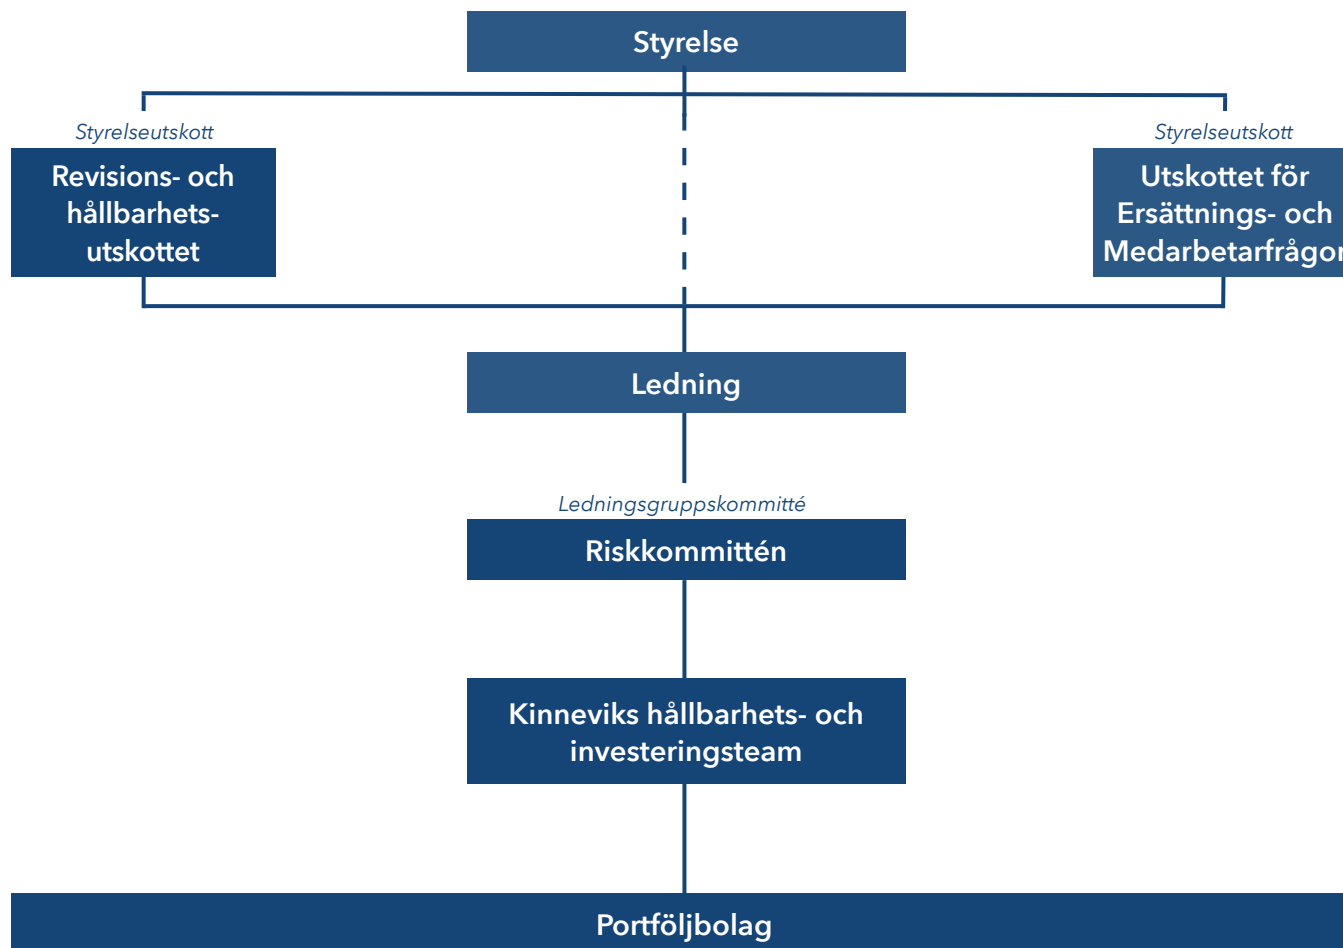 Styrelse
Styrelseutskott
Revisions- och
hållbarhets-
utskottet
Styrelseutskott
Utskottet för
Ersättnings- och
Medarbetarfrågor
Ledning
Ledningsgruppskommitté
Riskkommittén
Kinneviks hållbarhets- och
investeringsteam
Portföljbolag